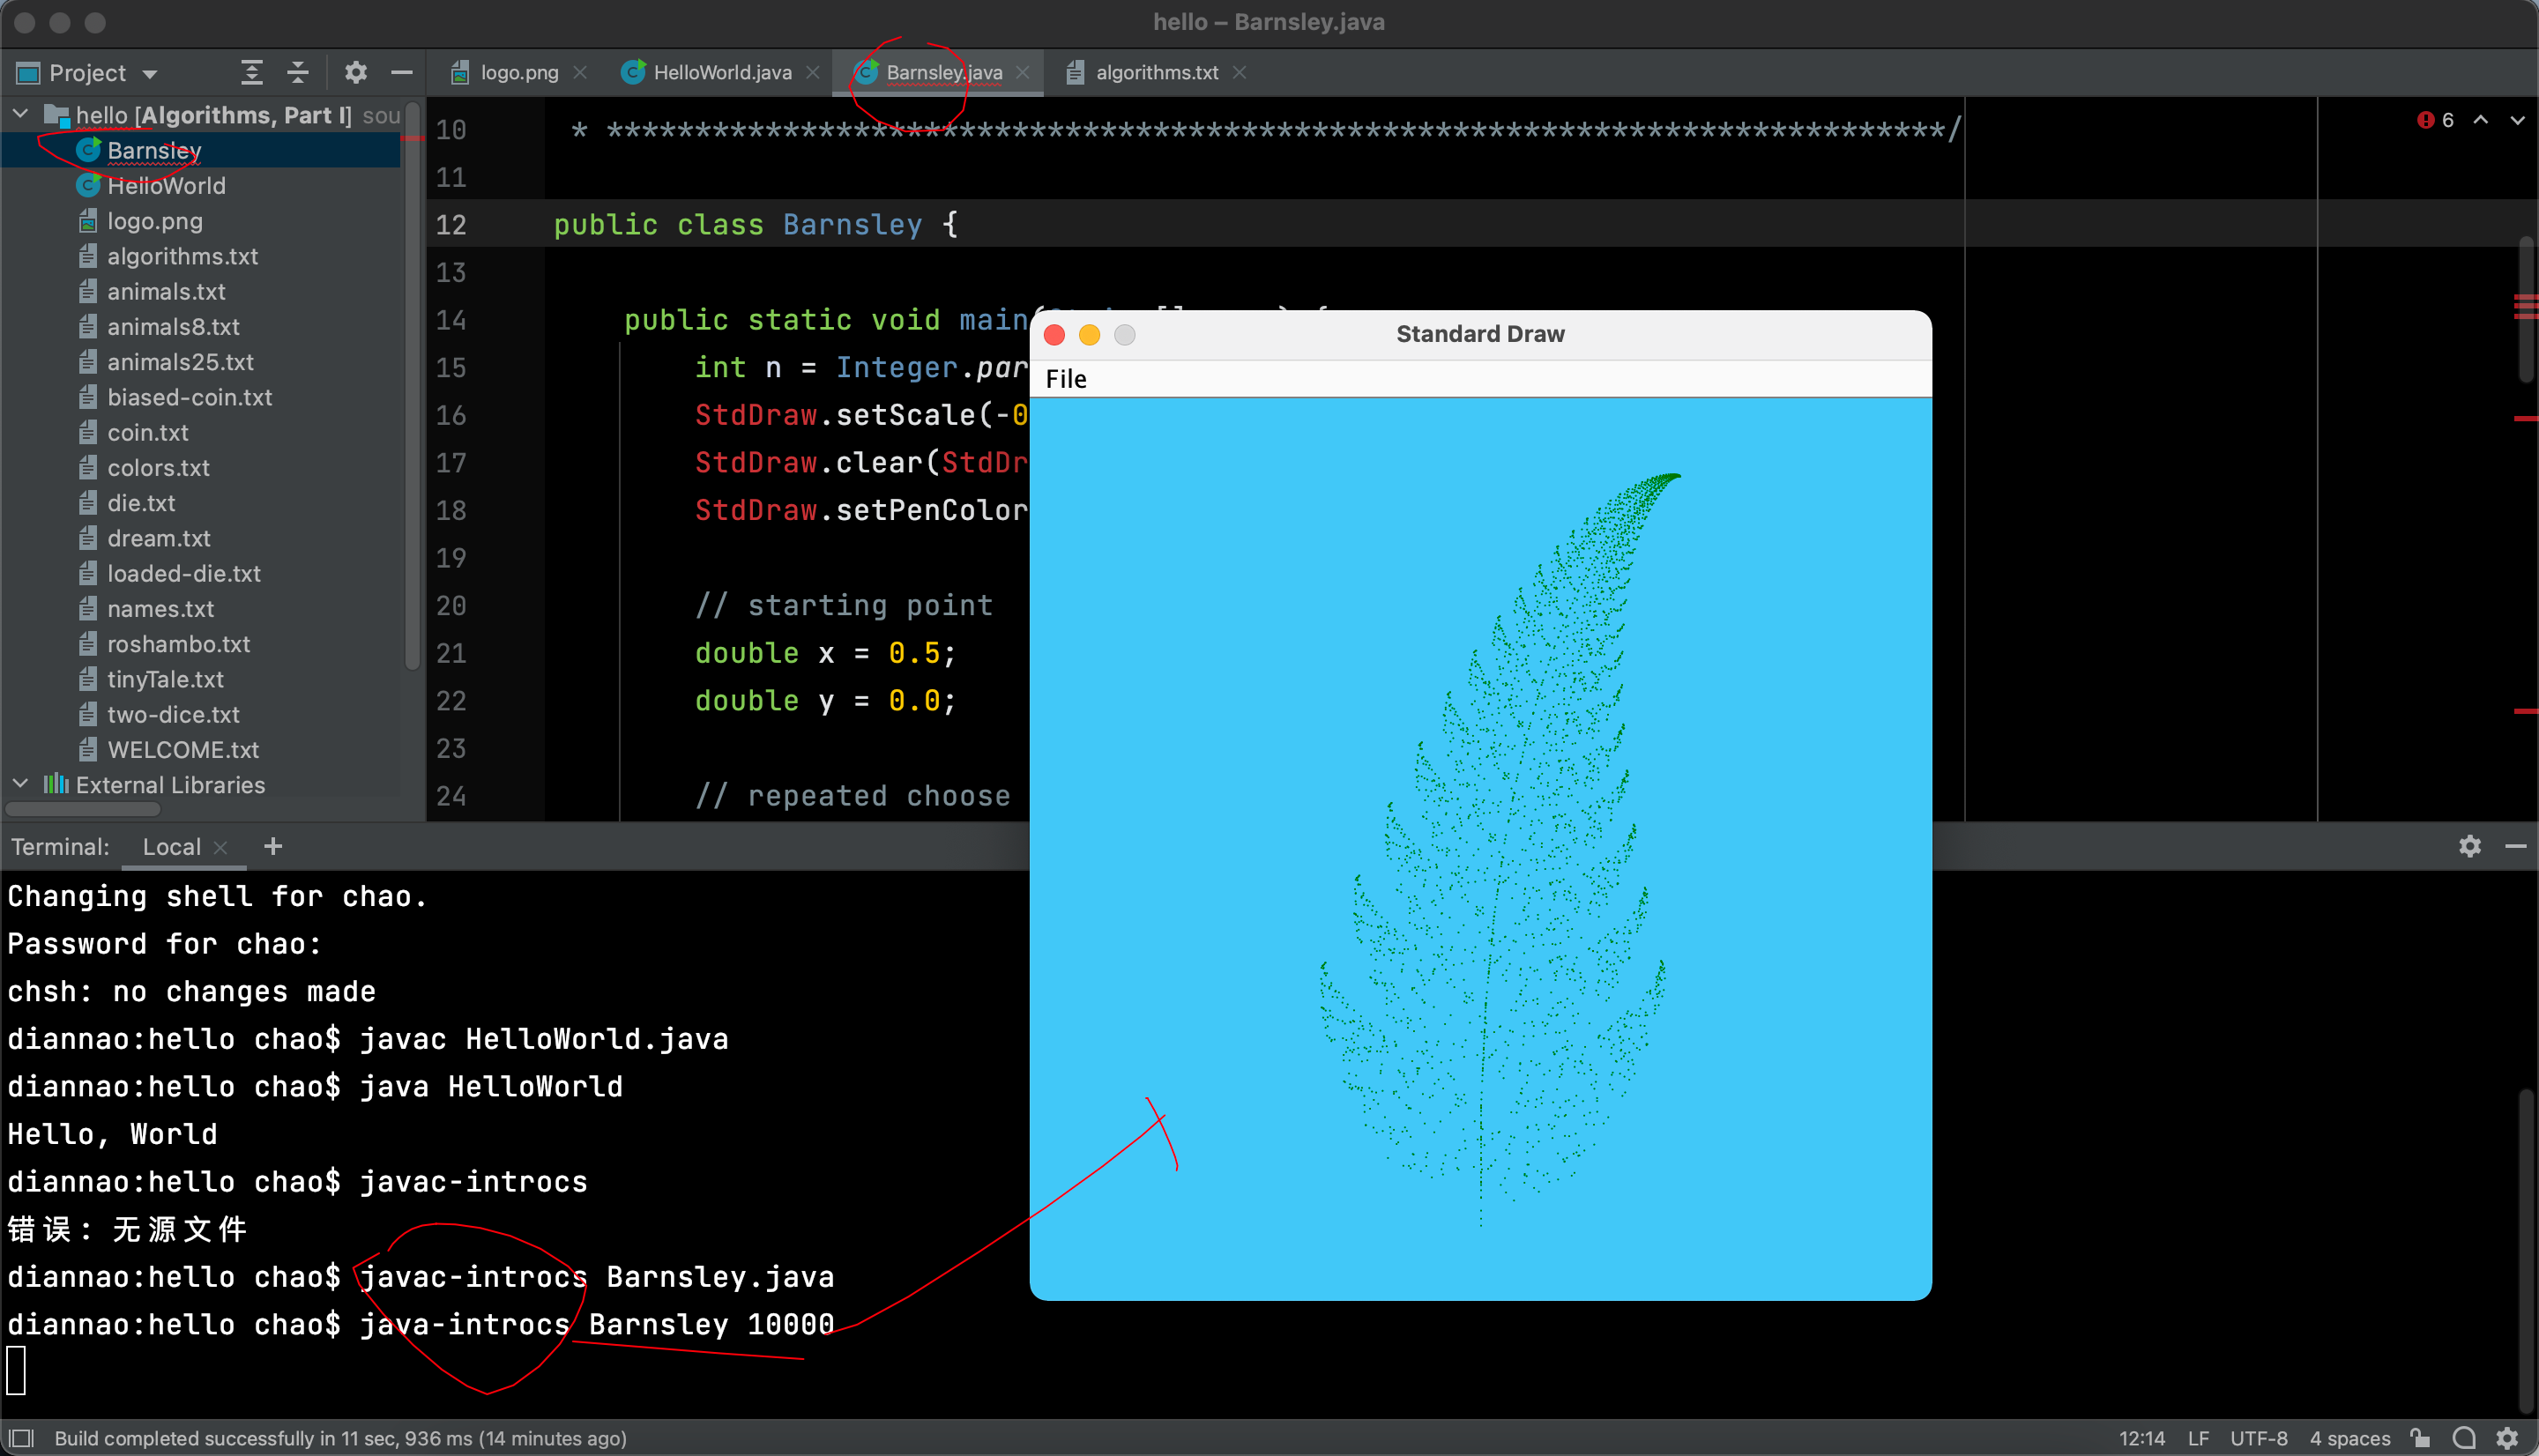 hello – Barnsley.java
Project
logo.png
HelloWorld.java
Barnsley.java
algorithms.txt
hello [Algorithms, Part I] sou
Barnsley
HelloWorld
logo.png
algorithms.txt
animals.txt
animals8.txt
animals25.txt
biased-coin.txt
coin.txt
colors.txt
die.txt
dream.txt
loaded-die.txt
names.txt
roshambo.txt
tinyTale.txt
two-dice.txt
WELCOME.txt
External Libraries
10 * ****************************************************************************/
6
11
12 public class Barnsley {
13
14 public static void main(
15 int n = Integer.par
16 StdDraw.setScale(-0
17 StdDraw.clear(StdDr
18 StdDraw.setPenColor
19
20 // starting point
21 double x = 0.5;
22 double y = 0.0;
23
24 // repeated choose
Standard Draw
File
Terminal: Local +
Changing shell for chao.
Password for chao:
chsh: no changes made
diannao:hello chao$ javac HelloWorld.java
diannao:hello chao$ java HelloWorld
Hello, World
diannao:hello chao$ javac-introcs
错误: 无源文件
diannao:hello chao$ javac-introcs Barnsley.java
diannao:hello chao$ java-introcs Barnsley 10000
Build completed successfully in 11 sec, 936 ms (14 minutes ago)
12:14 LF UTF-8 4 spaces